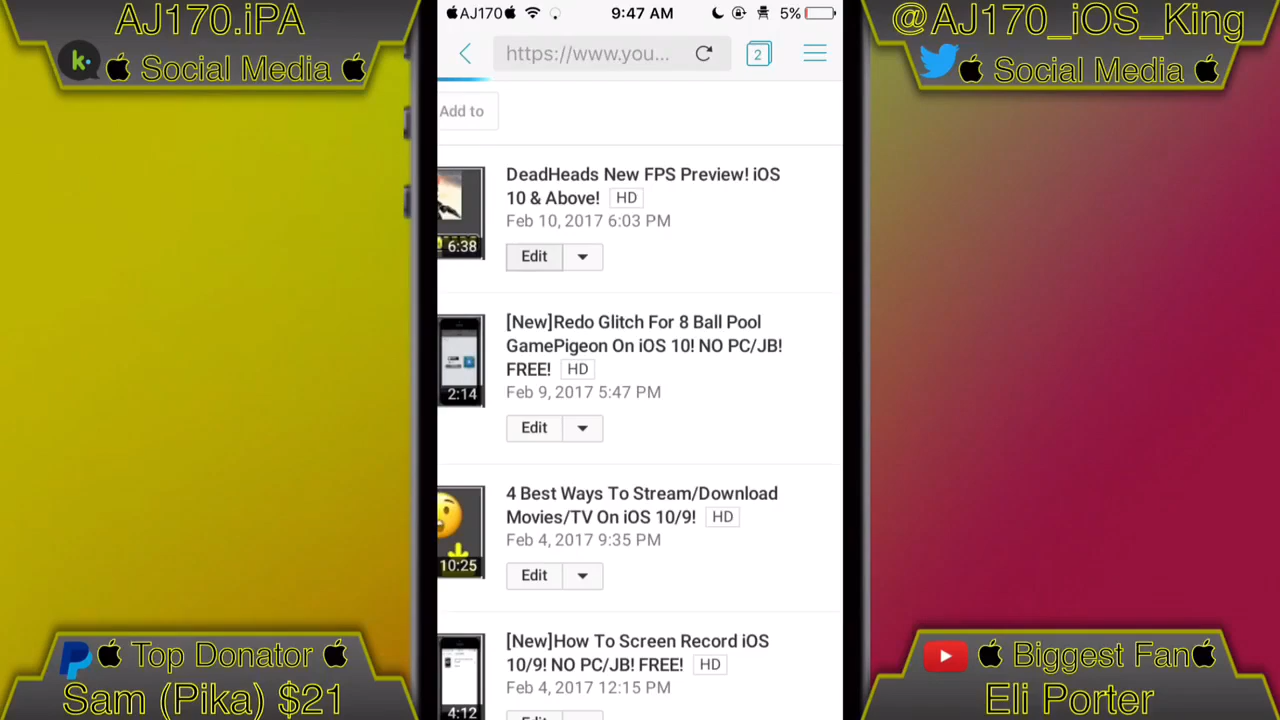 AJ170.iPA
Social Media
@AJ170_iOS_King
Social Media
AJ170
9:47 AM
5%
https://www.you...
2
Add to
DeadHeads New FPS Preview! iOS
10 & Above! HD
Feb 10, 2017 6:03 PM
6:38
Edit
[New]Redo Glitch For 8 Ball Pool
GamePigeon On iOS 10! NO PC/JB!
FREE! HD
2:14
Feb 9, 2017 5:47 PM
Edit
4 Best Ways To Stream/Download
Movies/TV On iOS 10/9! HD
Feb 4, 2017 9:35 PM
10:25
Edit
[New]How To Screen Record iOS
10/9! NO PC/JB! FREE! HD
Feb 4, 2017 12:15 PM
4:12
Edit
Top Donator
Sam (Pika) $21
Biggest Fan
Eli Porter